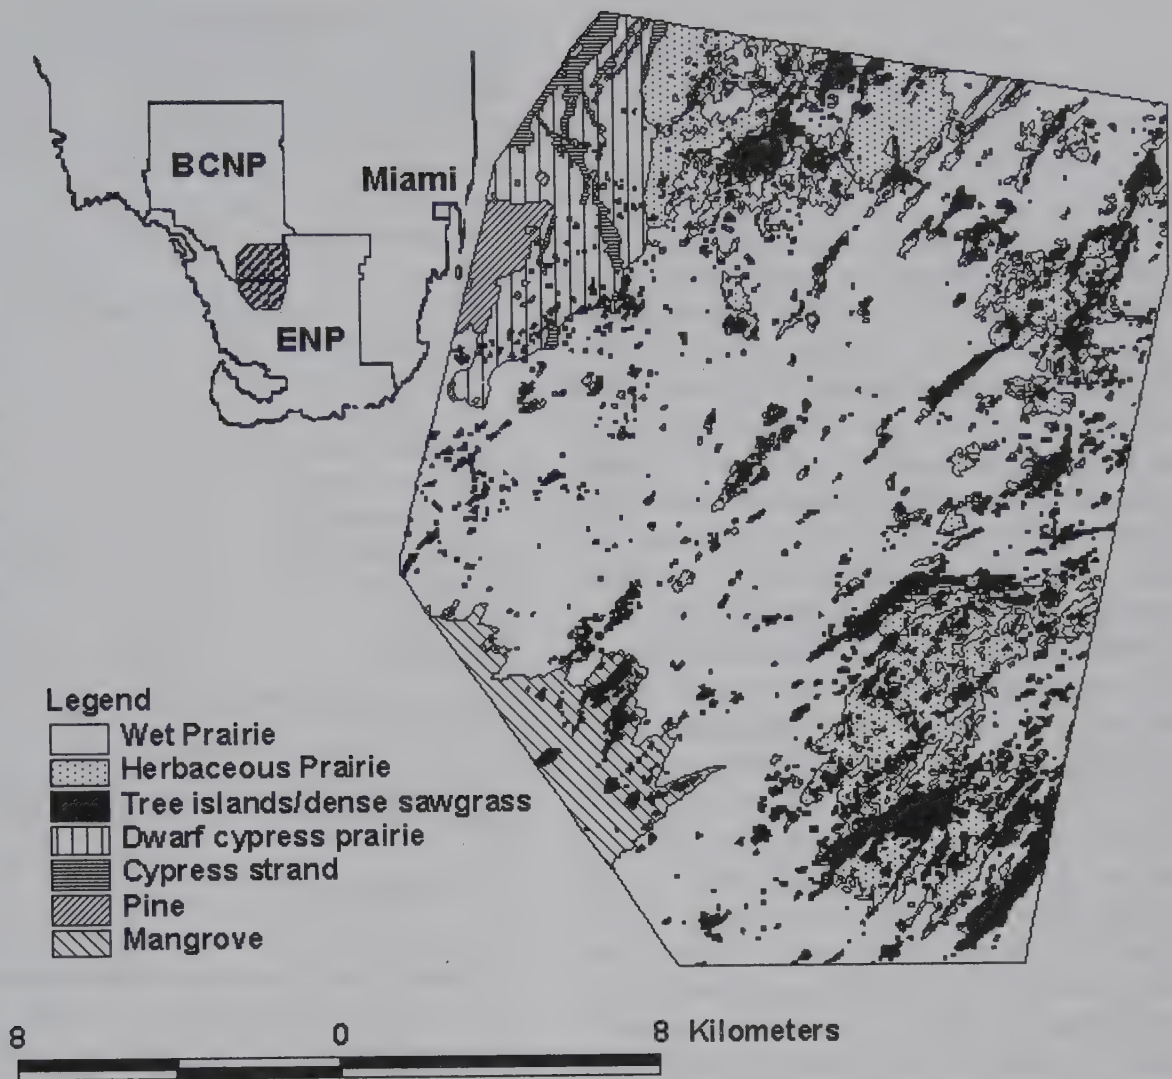 BCNP
Miami
ENP
Legend
Wet Prairie
Herbaceous Prairie
Tree islands/dense sawgrass
Dwarf cypress prairie
Cypress strand
Pine
Mangrove
8 0 8 Kilometers